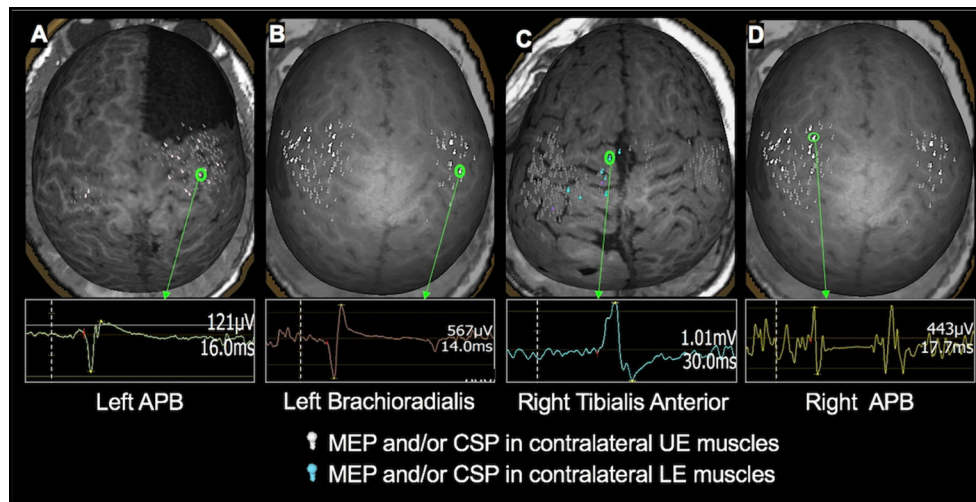 A
B
C
D
121μV
16.0ms
567μV
14.0ms
1.01mV
30.0ms
443μV
17.7ms
Left APB
Left Brachioradialis
Right Tibialis Anterior
Right APB
MEP and/or CSP in contralateral UE muscles
MEP and/or CSP in contralateral LE muscles